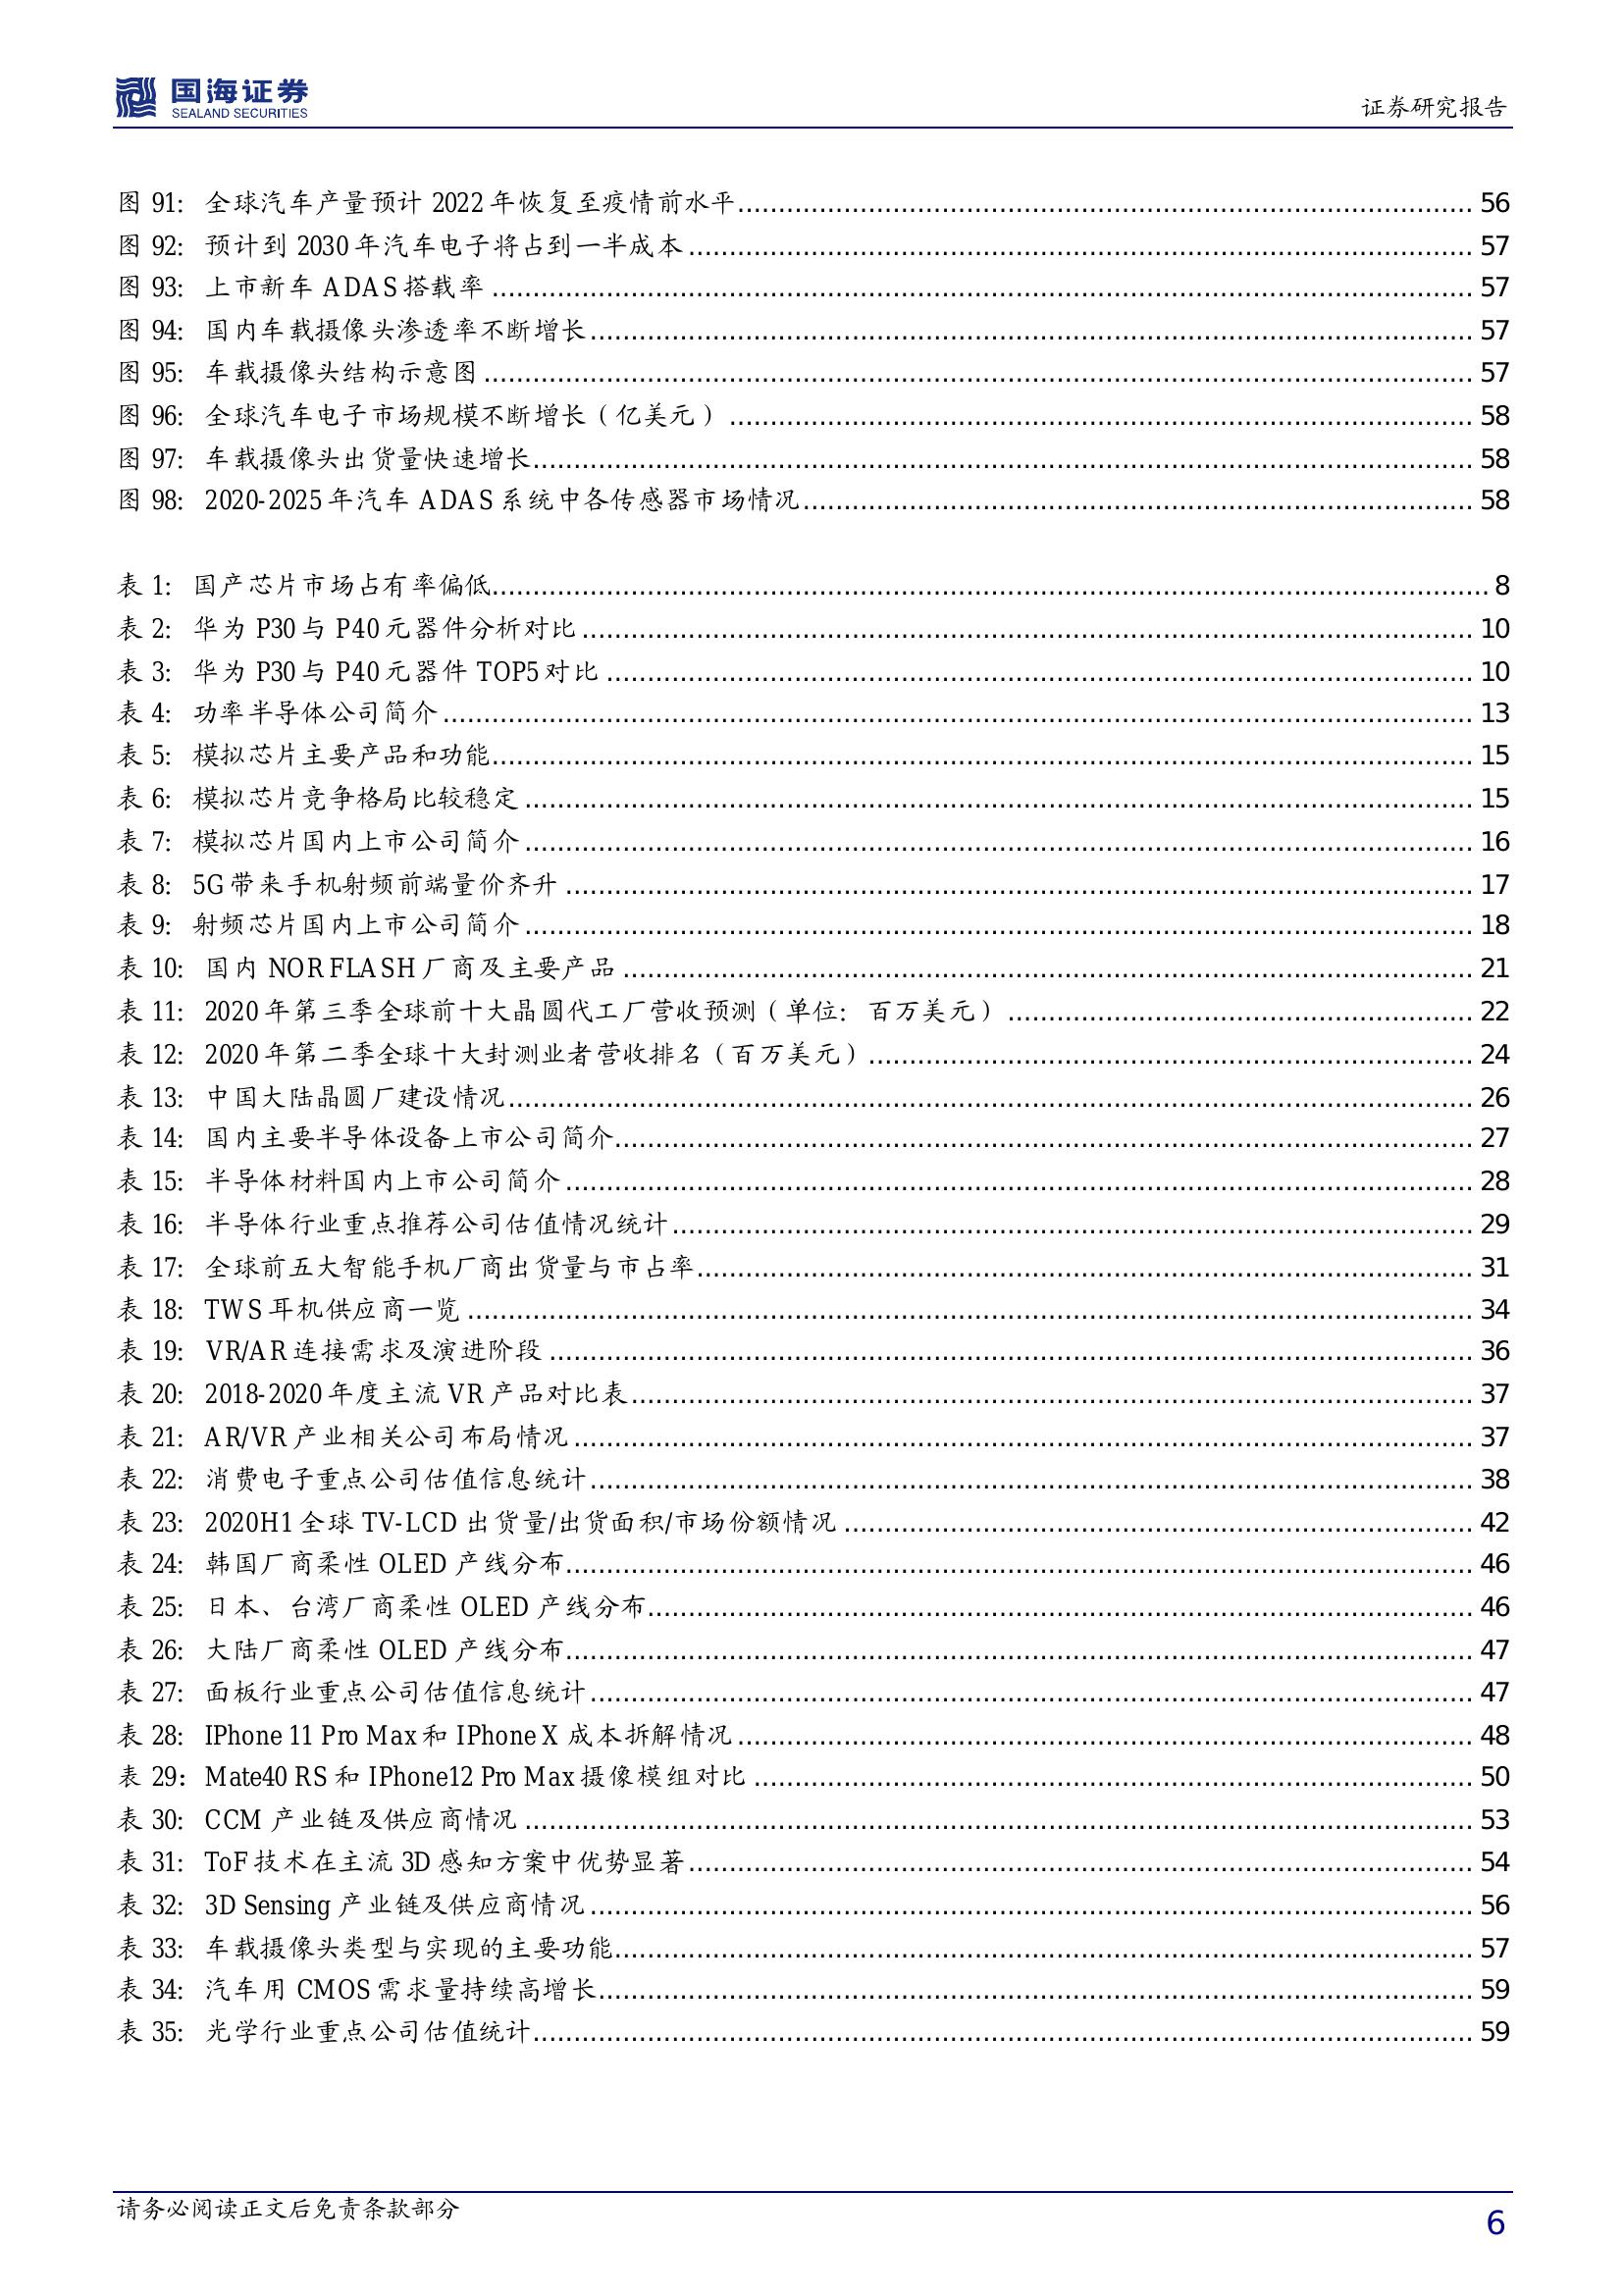 国海证券
SEALAND SECURITIES
证券研究报告
图 91: 全球汽车产量预计 2022 年恢复至疫情前水平 56
图 92: 预计到 2030 年汽车电子将占到一半成本 57
图 93: 上市新车 ADAS 搭载率 57
图 94: 国内车载摄像头渗透率不断增长 57
图 95: 车载摄像头结构示意图 57
图 96: 全球汽车电子市场规模不断增长（亿美元） 58
图 97: 车载摄像头出货量快速增长 58
图 98: 2020-2025 年汽车 ADAS 系统中各传感器市场情况 58
表 1: 国产芯片市场占有率偏低 8
表 2: 华为 P30 与 P40 元器件分析对比 10
表 3: 华为 P30 与 P40 元器件 TOP5 对比 10
表 4: 功率半导体公司简介 13
表 5: 模拟芯片主要产品和功能 15
表 6: 模拟芯片竞争格局比较稳定 15
表 7: 模拟芯片国内上市公司简介 16
表 8: 5G 带来手机射频前端量价齐升 17
表 9: 射频芯片国内上市公司简介 18
表 10: 国内 NOR FLASH 厂商及主要产品 21
表 11: 2020 年第三季全球前十大晶圆代工厂营收预测（单位：百万美元） 22
表 12: 2020 年第二季全球十大封测业者营收排名（百万美元） 24
表 13: 中国大陆晶圆厂建设情况 26
表 14: 国内主要半导体设备上市公司简介 27
表 15: 半导体材料国内上市公司简介 28
表 16: 半导体行业重点推荐公司估值情况统计 29
表 17: 全球前五大智能手机厂商出货量与市占率 31
表 18: TWS 耳机供应商一览 34
表 19: VR/AR 连接需求及演进阶段 36
表 20: 2018-2020 年度主流 VR 产品对比表 37
表 21: AR/VR 产业相关公司布局情况 37
表 22: 消费电子重点公司估值信息统计 38
表 23: 2020H1 全球 TV-LCD 出货量/出货面积/市场份额情况 42
表 24: 韩国厂商柔性 OLED 产线分布 46
表 25: 日本、台湾厂商柔性 OLED 产线分布 46
表 26: 大陆厂商柔性 OLED 产线分布 47
表 27: 面板行业重点公司估值信息统计 47
表 28: IPhone 11 Pro Max 和 IPhone X 成本拆解情况 48
表 29: Mate40 RS 和 IPhone12 Pro Max 摄像模组对比 50
表 30: CCM 产业链及供应商情况 53
表 31: ToF 技术在主流 3D 感知方案中优势显著 54
表 32: 3D Sensing 产业链及供应商情况 56
表 33: 车载摄像头类型与实现的主要功能 57
表 34: 汽车用 CMOS 需求量持续高增长 59
表 35: 光学行业重点公司估值统计 59
请务必阅读正文后免责条款部分
6